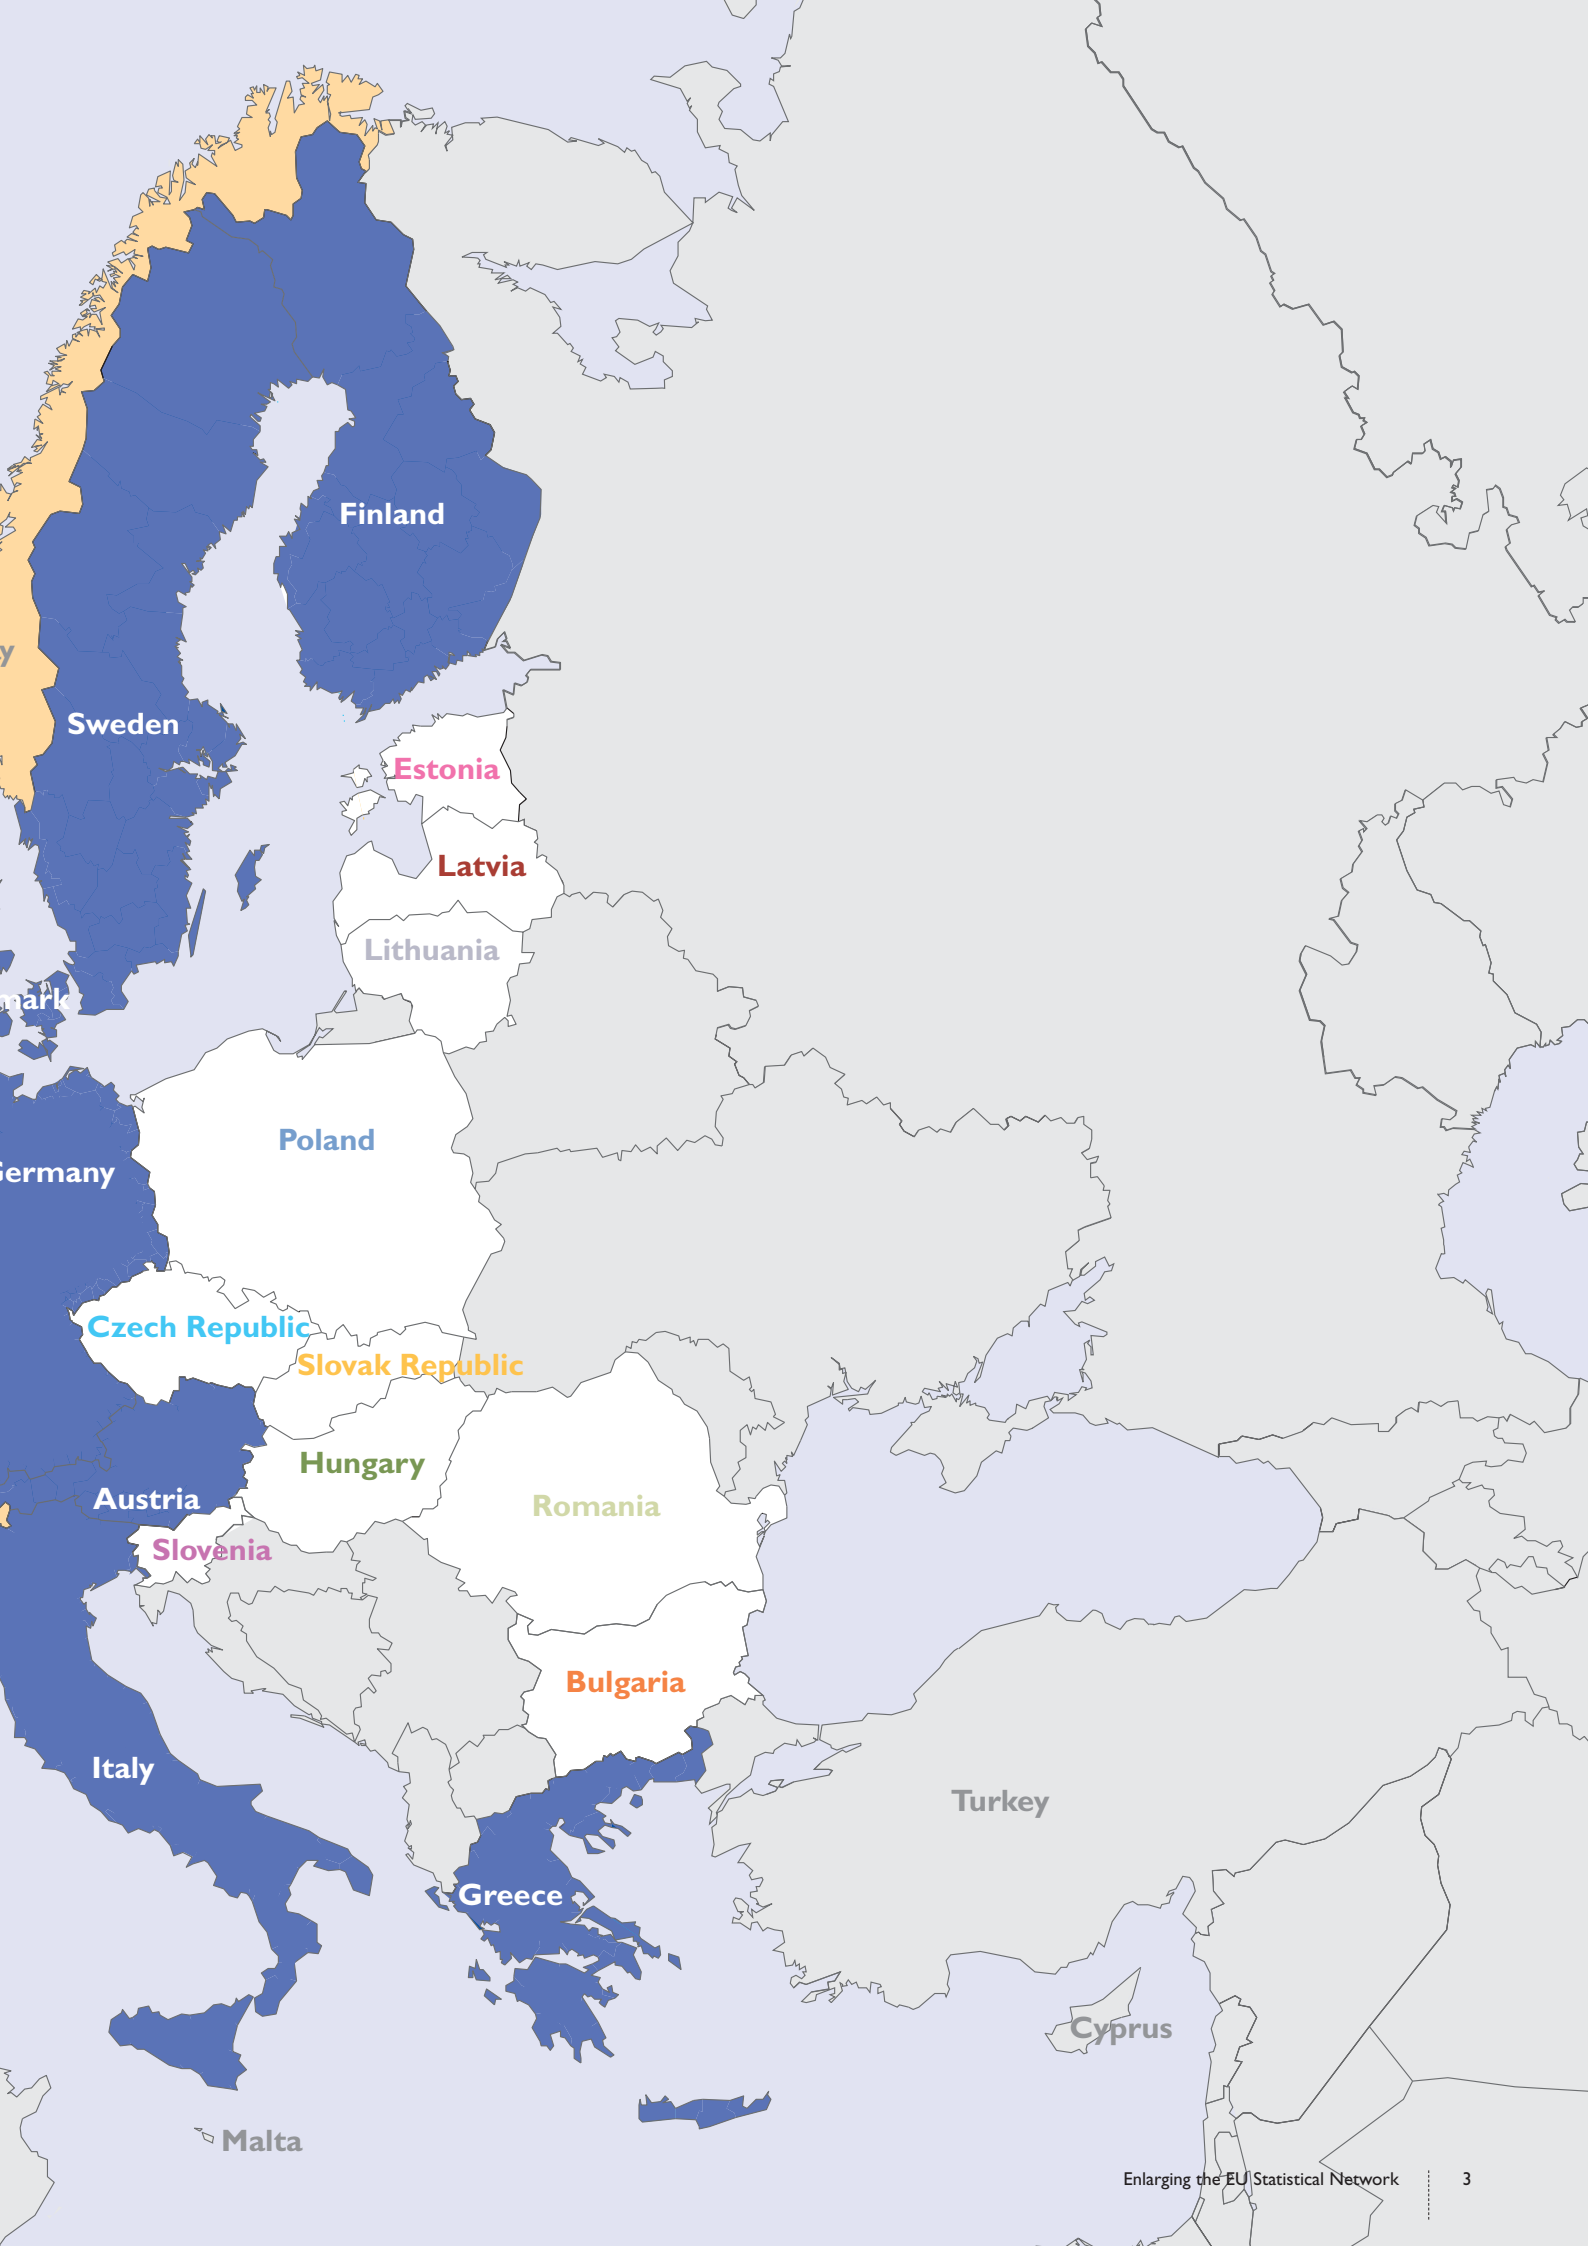 Finland
y
Sweden
Estonia
Latvia
Lithuania
mark
Poland
Germany
Czech Republic
Slovak Republic
Hungary
Austria
Romania
Slovenia
Bulgaria
Italy
Turkey
Greece
Cyprus
Malta
Enlarging the EU Statistical Network 3